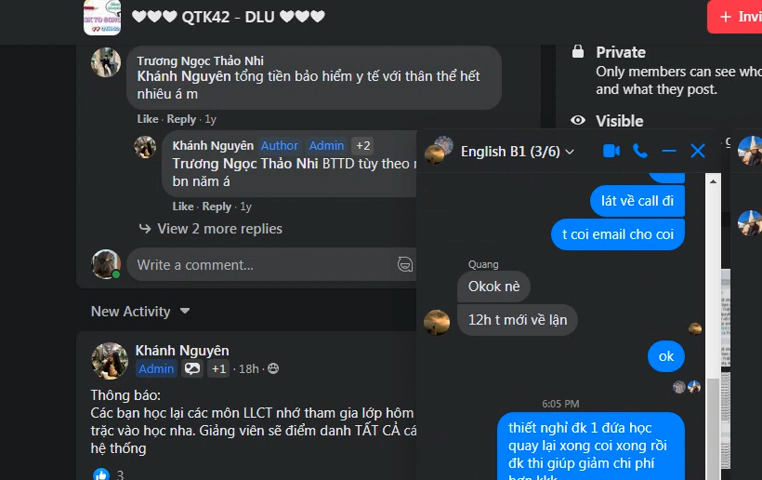 QTK42 - DLU
+ Invi
Trương Ngọc Thảo Nhi
Khánh Nguyên tổng tiền bảo hiểm y tế với thân thể hết
nhiêu á m
Like · Reply · 1y
Khánh Nguyên Author Admin +2
Trương Ngọc Thảo Nhi BTTD tùy theo
bn năm á
Like · Reply · 1y
View 2 more replies
Write a comment...
New Activity
Khánh Nguyên
Admin +1 · 18h
Thông báo:
Các bạn học lại các môn LLCT nhớ tham gia lớp hôm
trặc vào học nha. Giảng viên sẽ điểm danh TẤT CẢ
hệ thống
3
Private
Only members can see who
and what they post.
Visible
English B1 (3/6)
lát về call đi
t coi email cho coi
Quang
Okok nè
12h t mới về lận
ok
6:05 PM
thiết nghỉ đk 1 đứa học
quay lại xong coi xong rồi
đk thi giúp giảm chi phí
hơn kkk